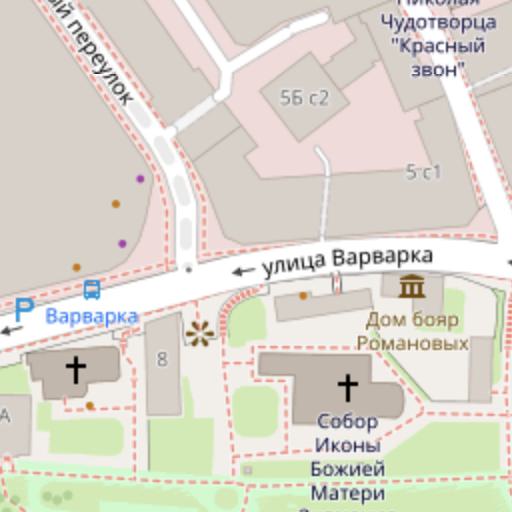 Николая
Чудотворца
"Красный
звон"
ый переулок
5Б с2
5 с1
улица Варварка
P
Варварка
Дом бояр
Романовых
8
А
Собор
Иконы
Божией
Матери